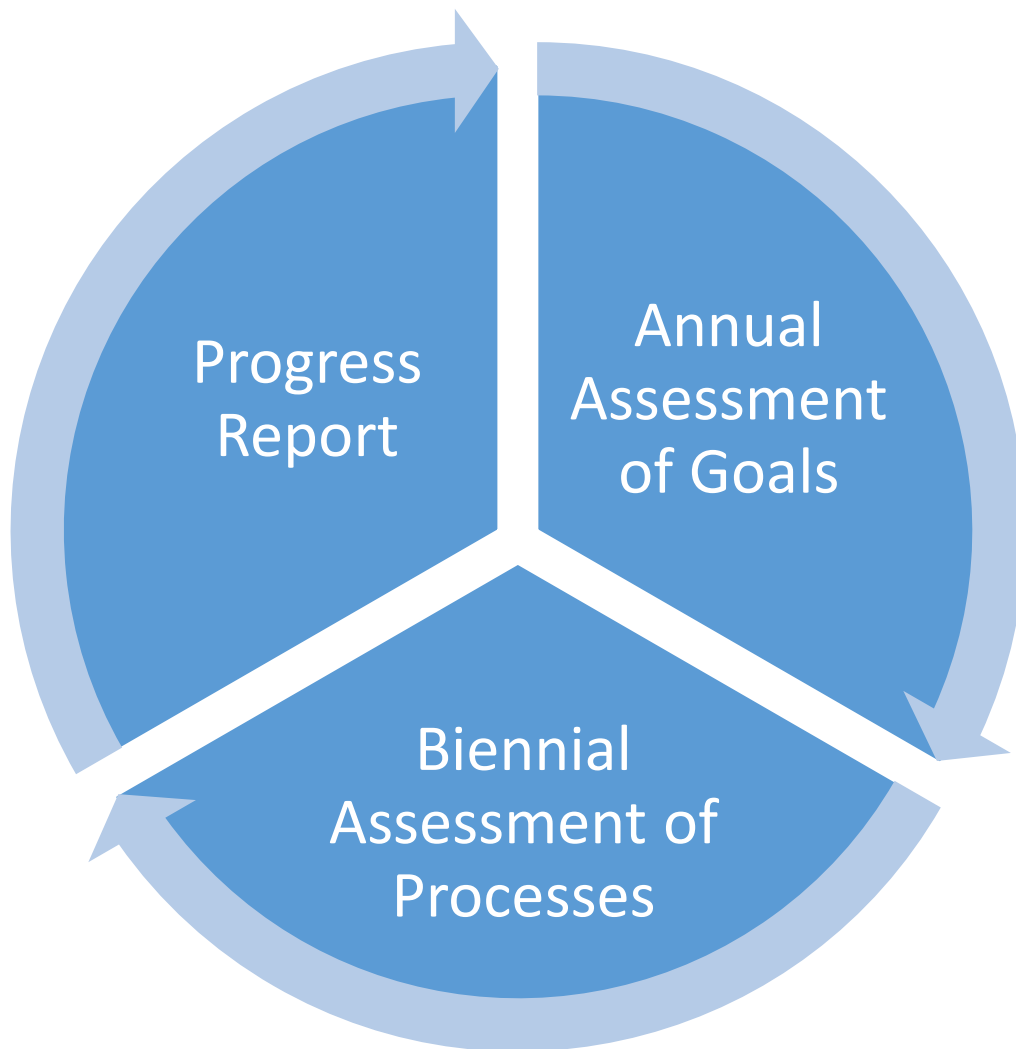 Progress
Report
Annual
Assessment
of Goals
Biennial
Assessment of
Processes